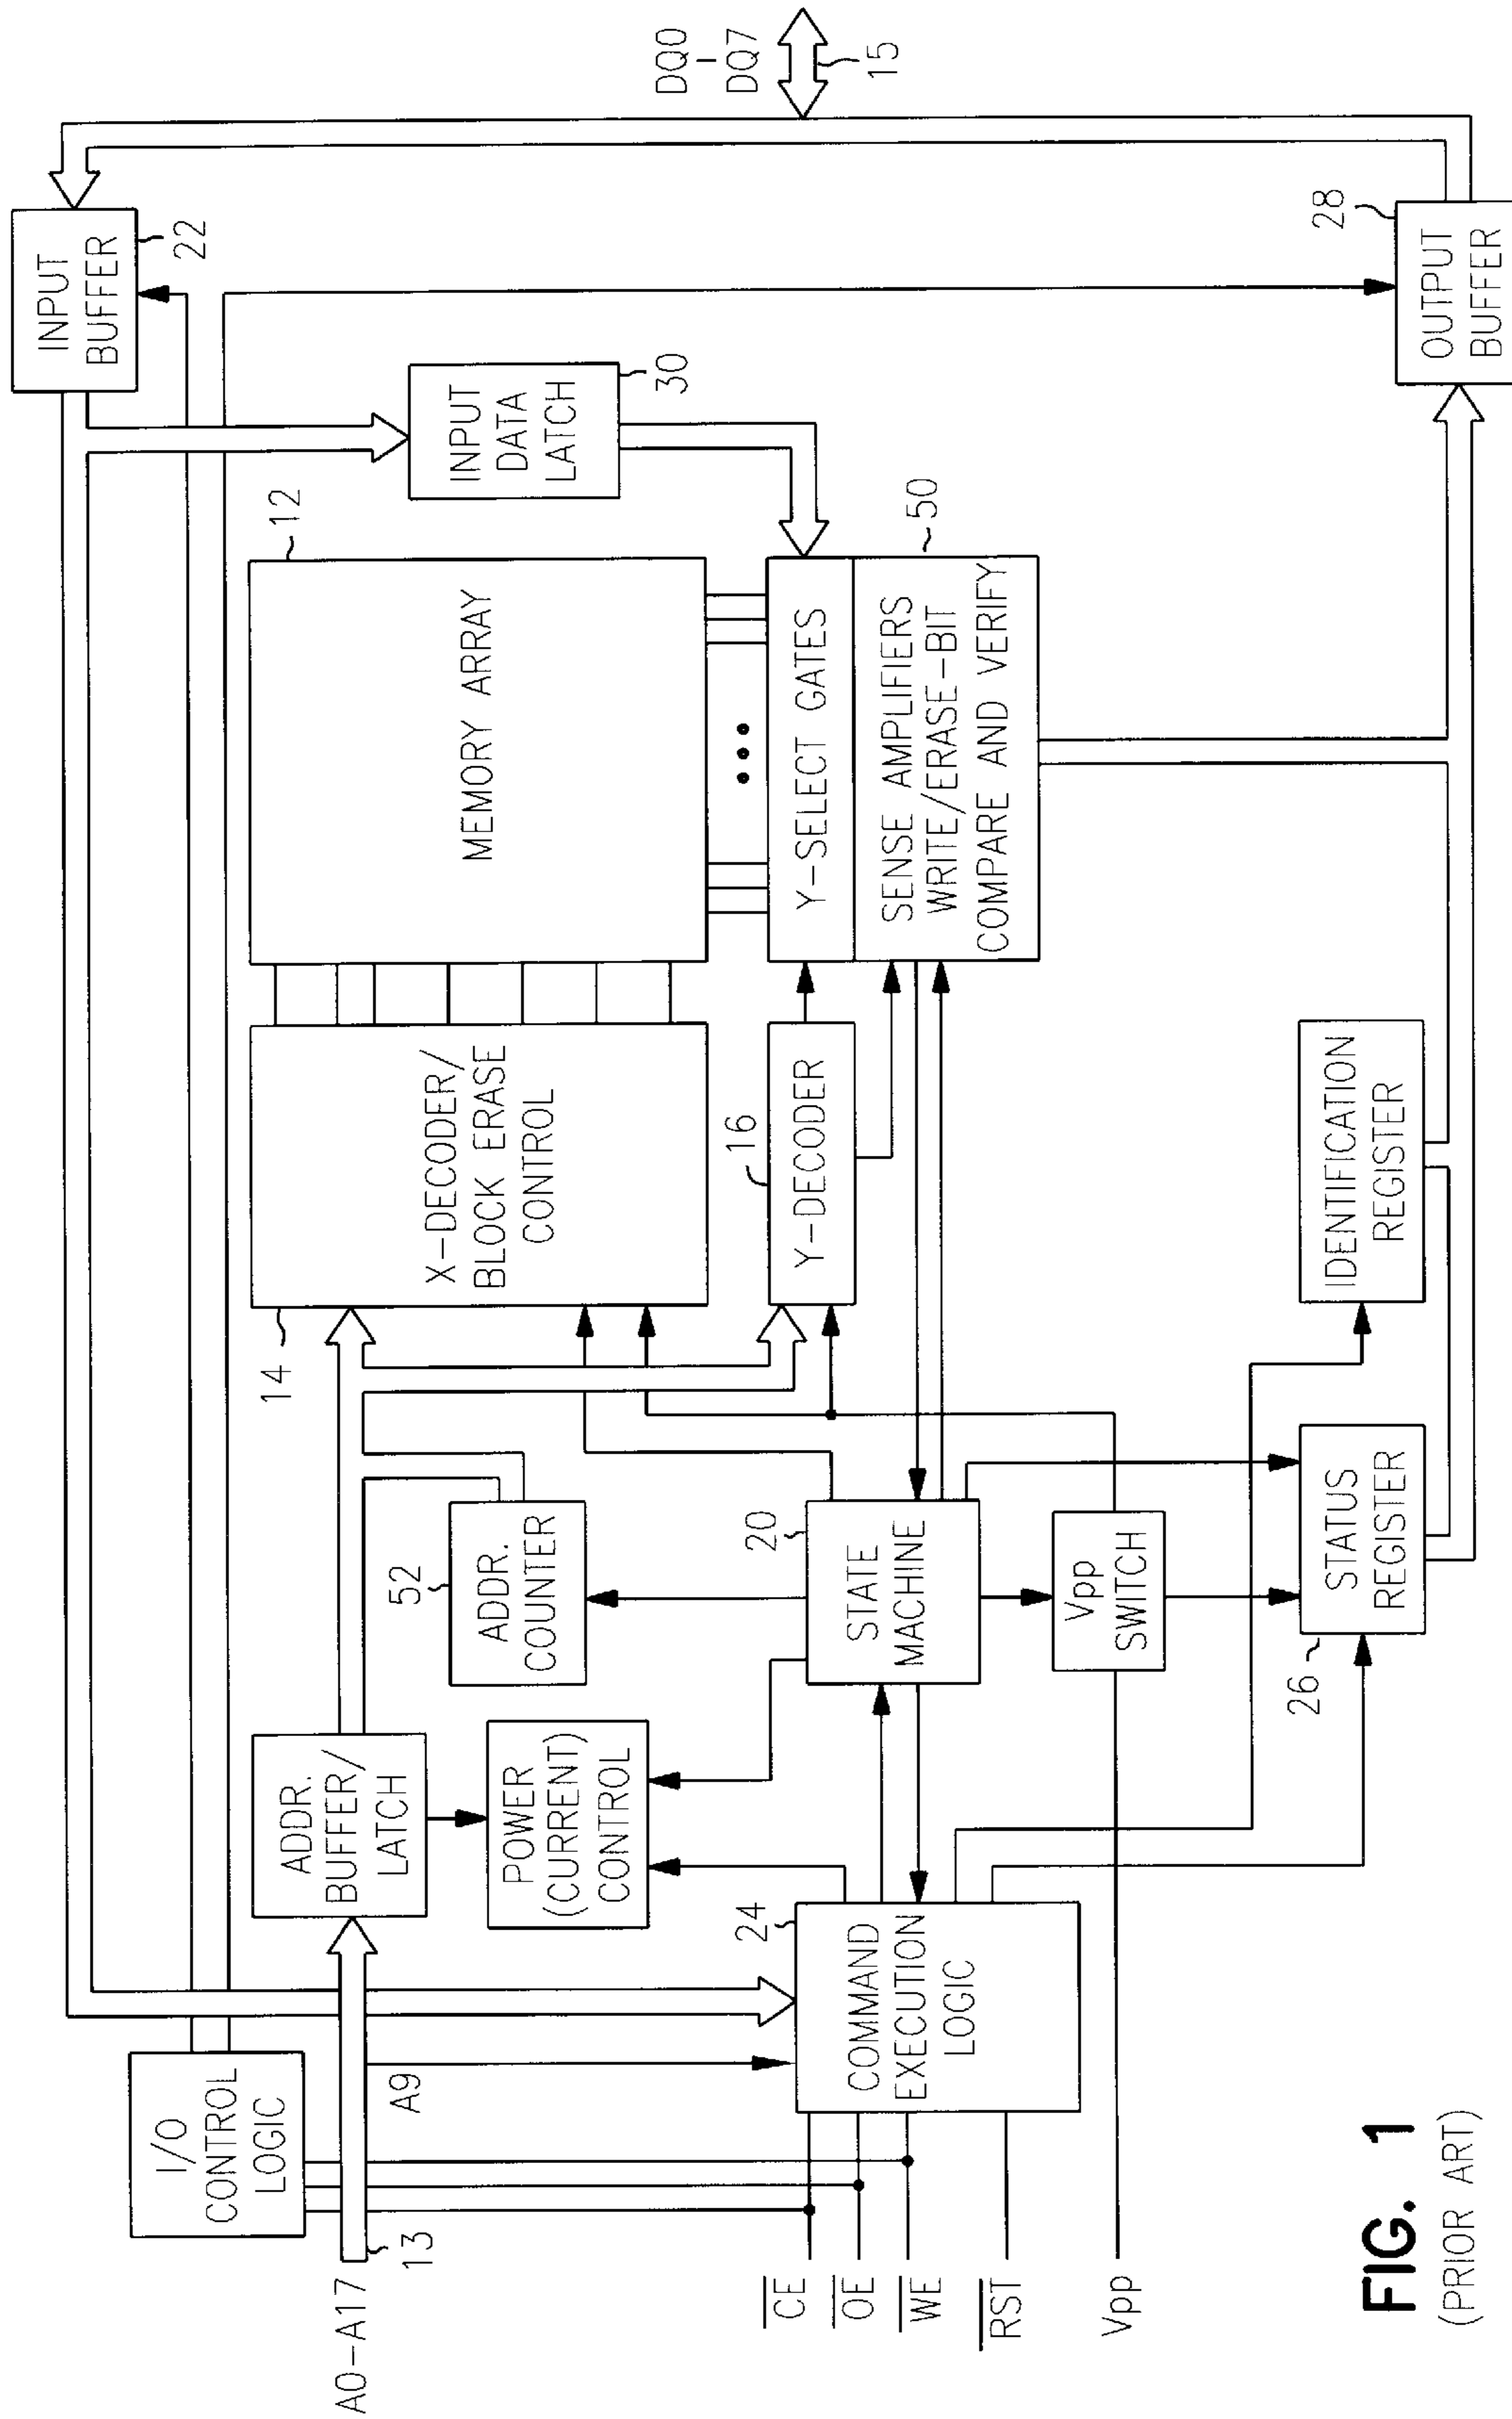 INPUT
BUFFER
22
DQ0
DQ7
15
I/O
CONTROL
LOGIC
A0-A17
13
A9
ADDR.
BUFFER/
LATCH
52
ADDR.
COUNTER
POWER
(CURRENT)
CONTROL
14
X-DECODER/
BLOCK ERASE
CONTROL
12
MEMORY ARRAY
INPUT
DATA
LATCH
30
16
Y-DECODER
Y-SELECT GATES
SENSE AMPLIFIERS
WRITE/ERASE-BIT
COMPARE AND VERIFY
50
24
COMMAND
EXECUTION
LOGIC
20
STATE
MACHINE
CE
OE
WE
RST
Vpp
Vpp
SWITCH
26
STATUS
REGISTER
IDENTIFICATION
REGISTER
28
OUTPUT
BUFFER
FIG. 1
(PRIOR ART)